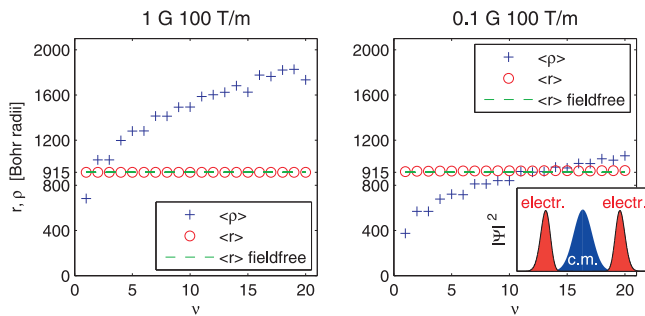 1 G 100 T/m
r, ρ [Bohr radii]
2000
1600
1200
915
800
400
0
0 5 10 15 20
ν
<ρ>
<r>
<r> fieldfree
0.1 G 100 T/m
2000
1600
1200
915
800
400
0
0 5 10 15 20
ν
<ρ>
<r>
<r> fieldfree
electr. electr.
|Ψ| 2
c.m.